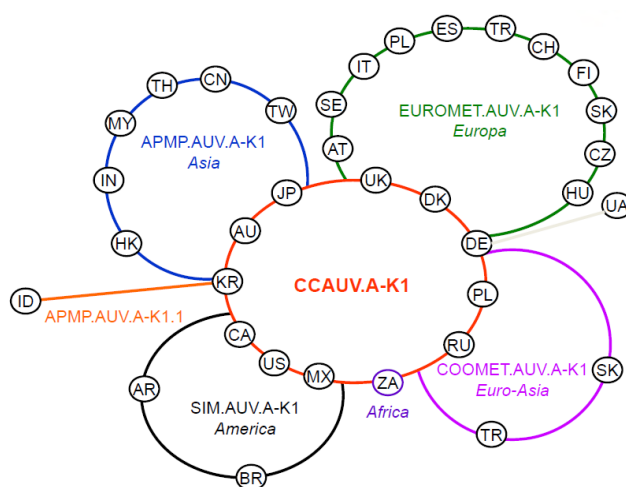 ES
PL
TR
CH
IT
FI
TH
CN
SE
EUROMET.AUV.A-K1
SK
MY
TW
Europa
APMP.AUV.A-K1
AT
CZ
Asia
IN
JP
UK
DK
HU
UA
AU
HK
DE
CCAUV.A-K1
KR
ID
PL
APMP.AUV.A-K1.1
CA
RU
US
MX
ZA
COOMET.AUV.A-K1
SK
AR
Euro-Asia
SIM.AUV.A-K1
Africa
America
TR
BR